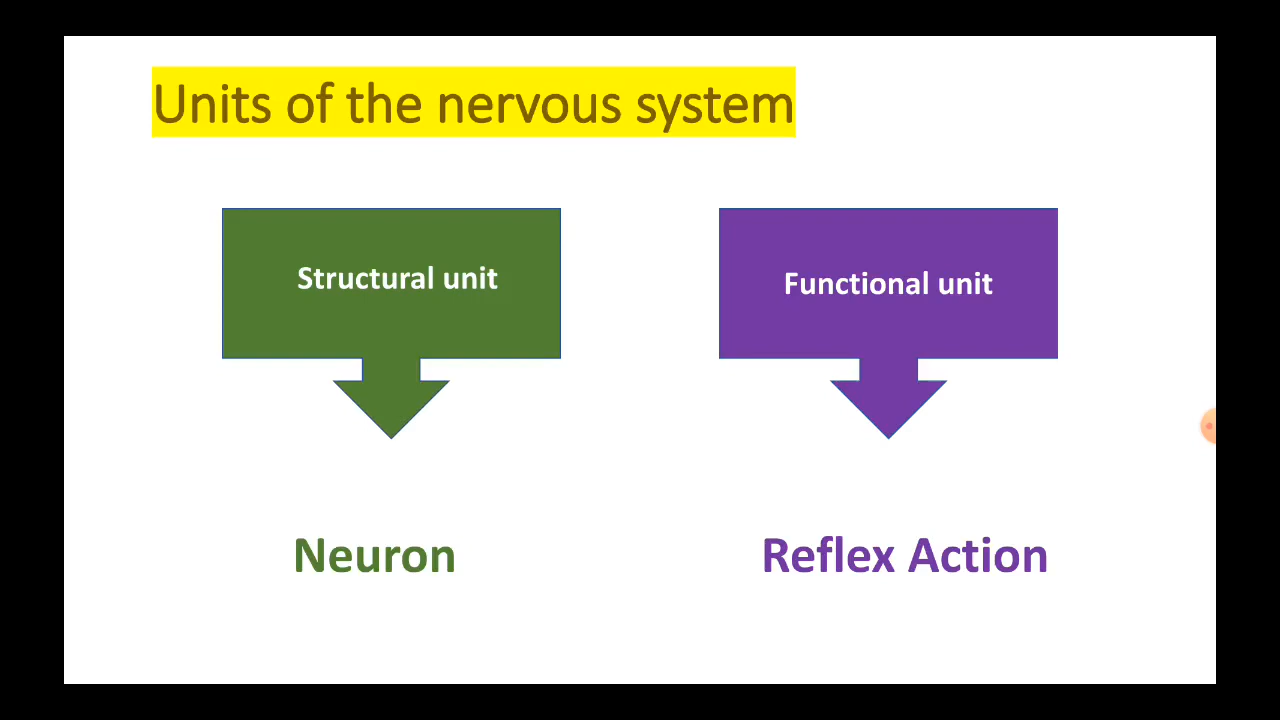 Units of the nervous system
Structural unit
Functional unit
Neuron
Reflex Action